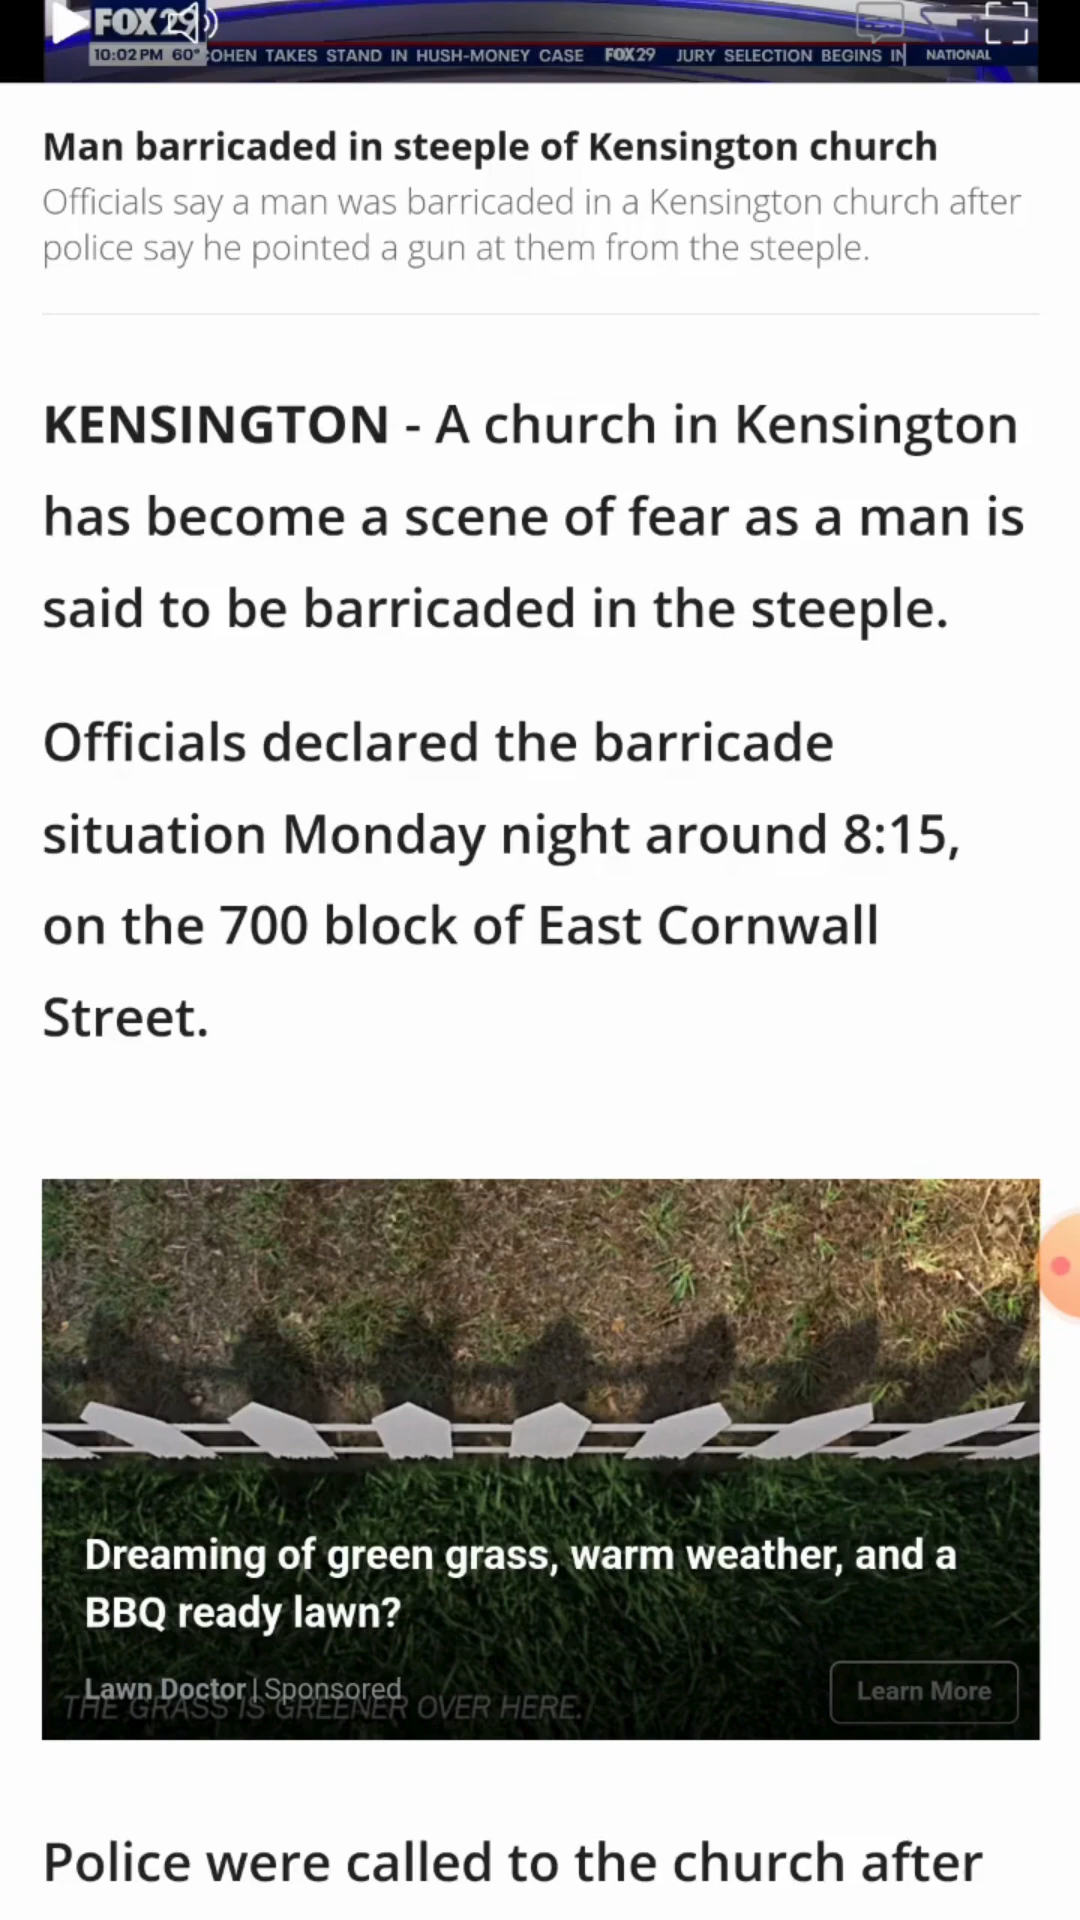 FOX 29
10:02 PM 60° COHEN TAKES STAND IN HUSH-MONEY CASE FOX29 JURY SELECTION BEGINS IN NATIONAL
Man barricaded in steeple of Kensington church
Officials say a man was barricaded in a Kensington church after
police say he pointed a gun at them from the steeple.
KENSINGTON - A church in Kensington
has become a scene of fear as a man is
said to be barricaded in the steeple.
Officials declared the barricade
situation Monday night around 8:15,
on the 700 block of East Cornwall
Street.
Dreaming of green grass, warm weather, and a
BBQ ready lawn?
Lawn Doctor | Sponsored
Learn More
THE GRASS IS GREENER OVER HERE.
Police were called to the church after